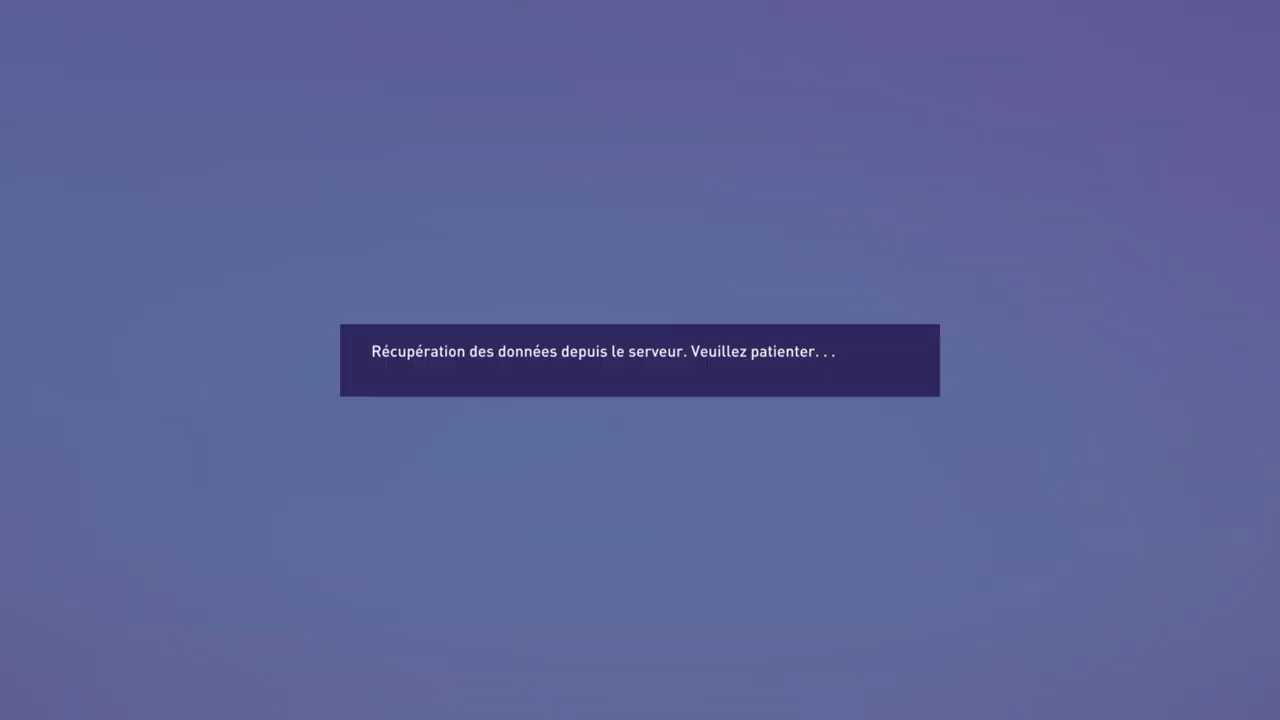 Récupération des données depuis le serveur. Veuillez patienter. . .